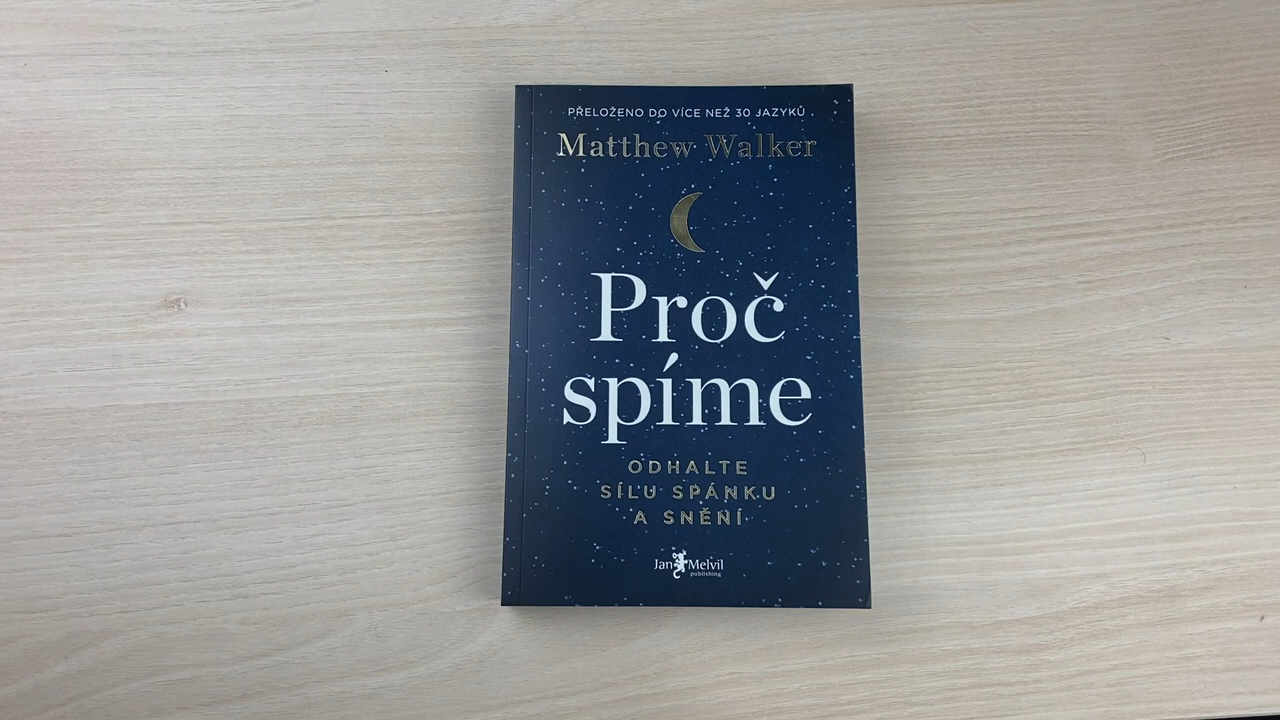 PŘELOŽENO DO VÍCE NEŽ 30 JAZYKŮ
Matthew Walker
Proč
spíme
ODHALTE
SÍLU SPÁNKU
A SNĚNÍ
Jan Melvil
publishing